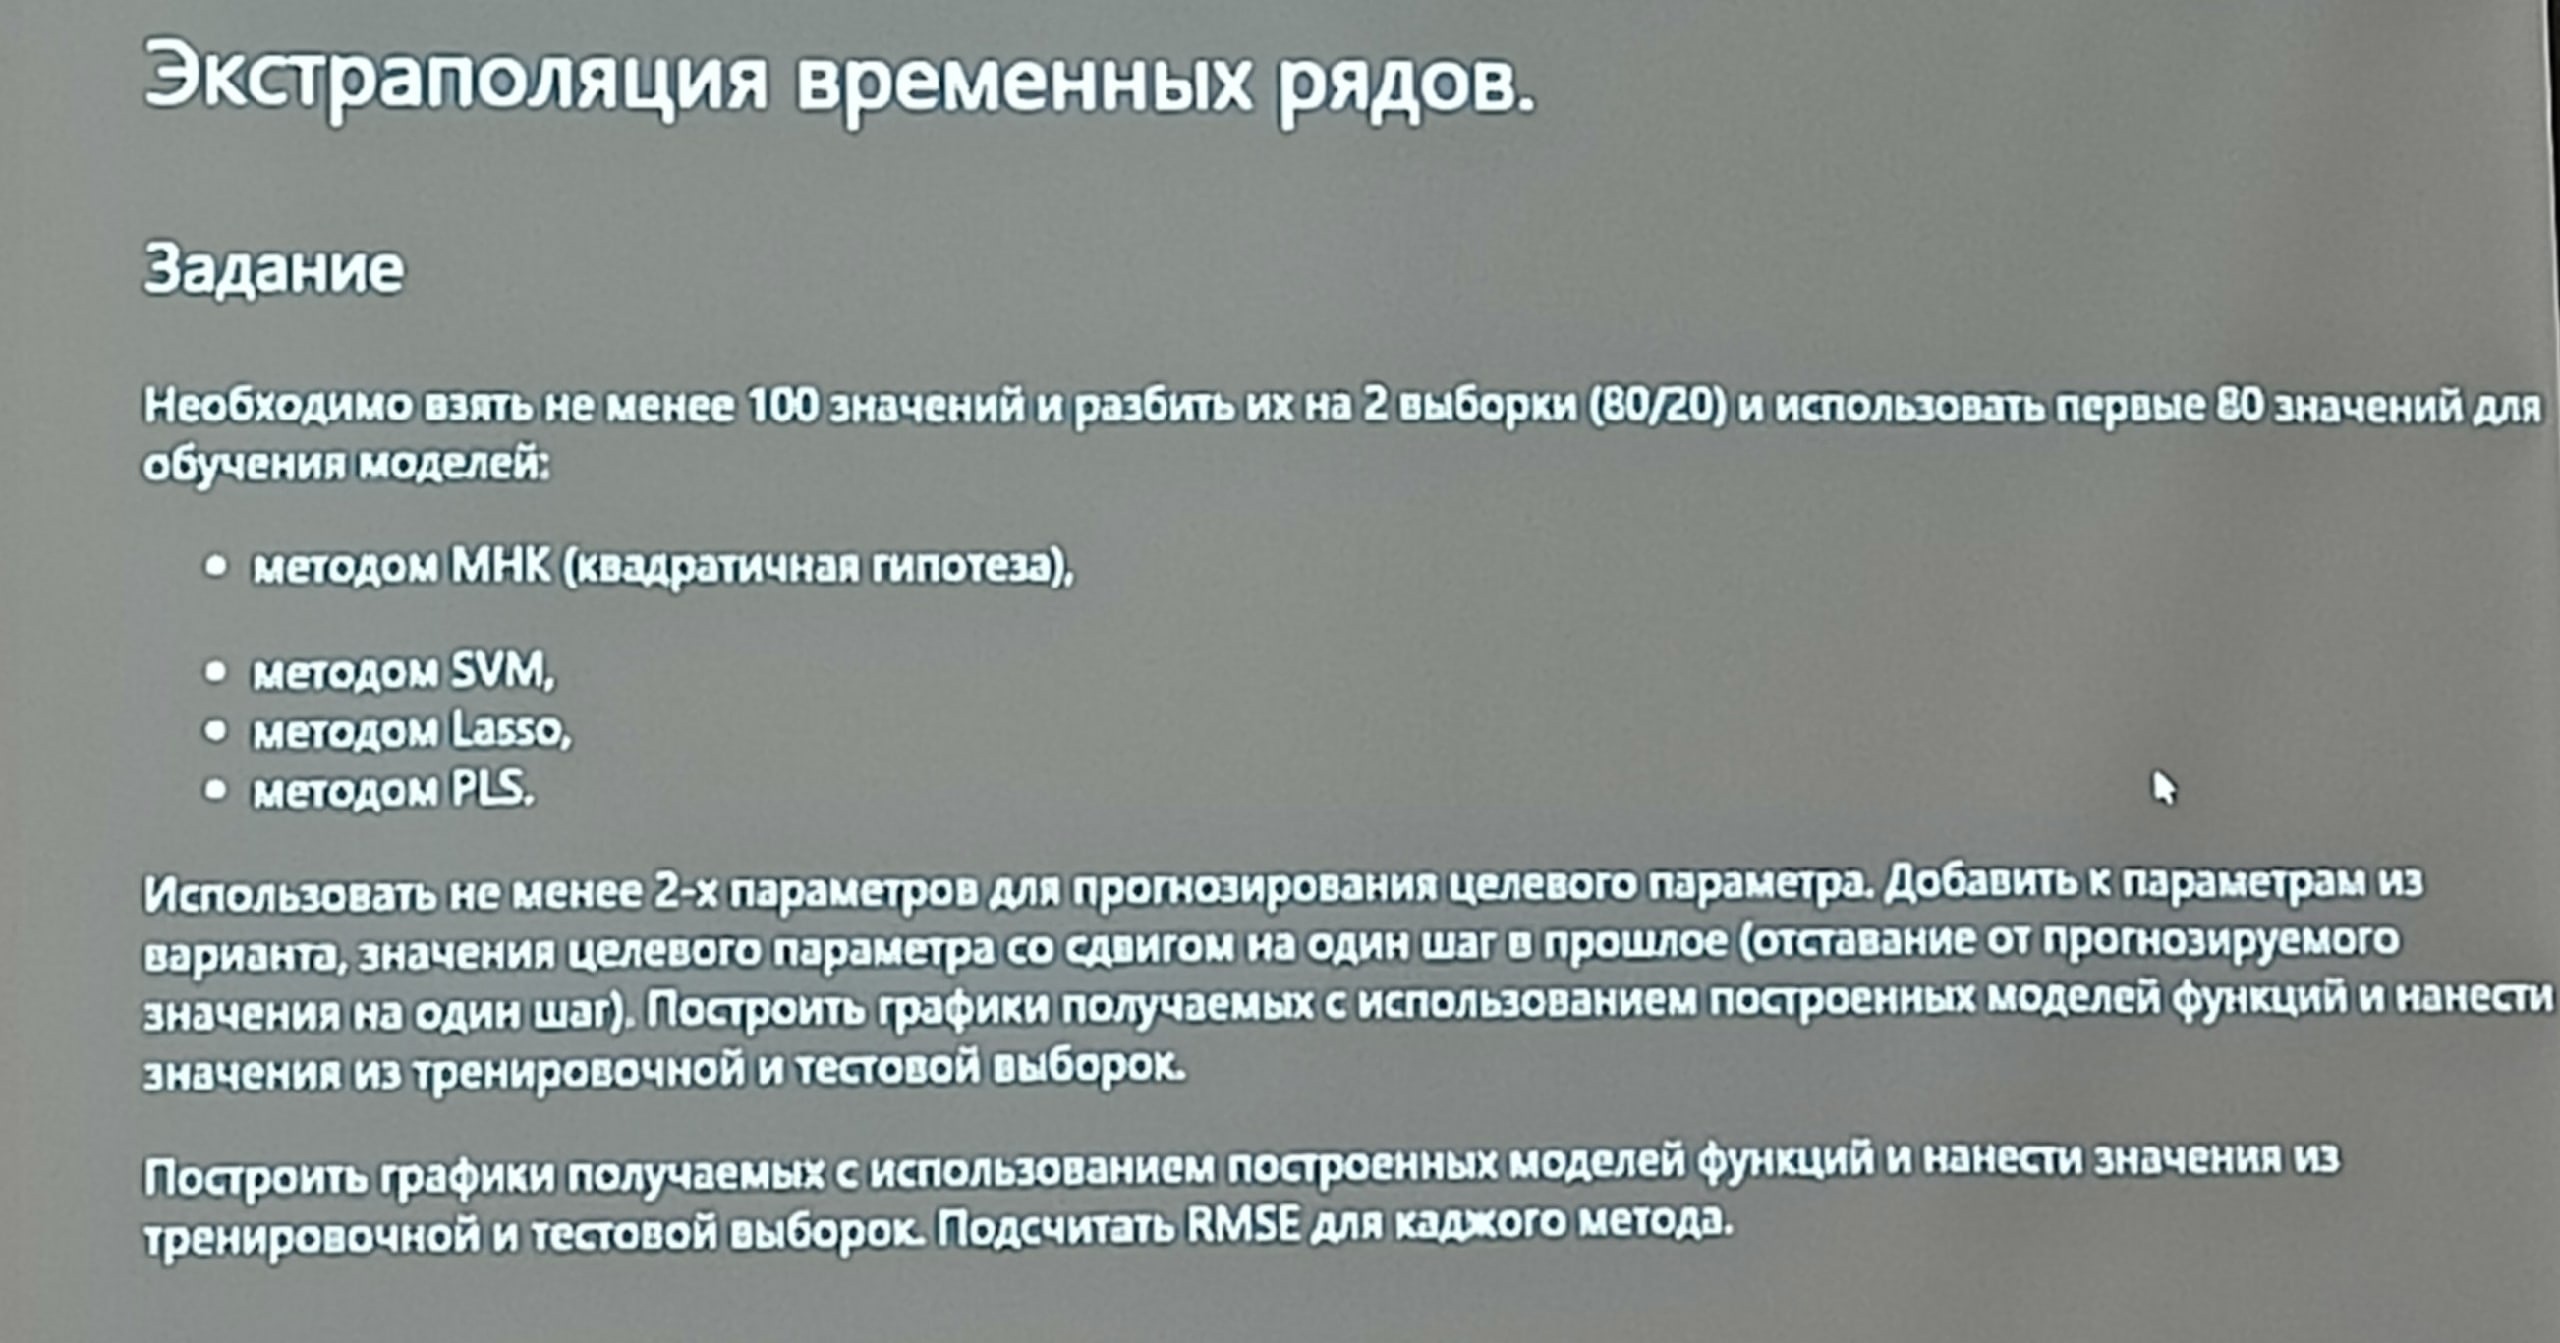 Экстраполяция временных рядов.
Задание
Необходимо взять не менее 100 значений и разбить их на 2 выборки (80/20) и использовать первые 80 значений для
обучения моделей:
• методом МНК (квадратичная гипотеза),
• методом SVM,
• методом Lasso,
• методом PLS.
Использовать не менее 2-х параметров для прогнозирования целевого параметра. Добавить к параметрам из
варианта, значения целевого параметра со сдвигом на один шаг в прошлое (отставание от прогнозируемого
значения на один шаг). Построить графики получаемых с использованием построенных моделей функций и нанести
значения из тренировочной и тестовой выборок.
Построить графики получаемых с использованием построенных моделей функций и нанести значения из
тренировочной и тестовой выборок. Подсчитать RMSE для каджого метода.